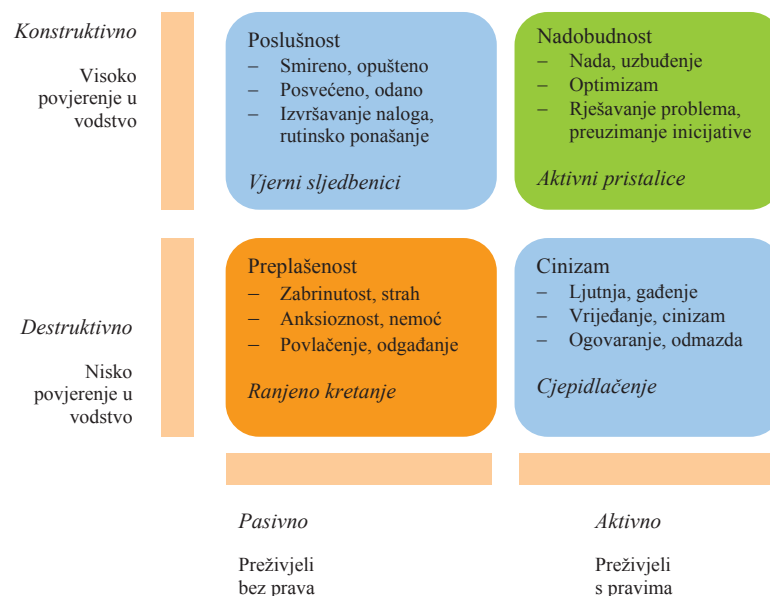 Konstruktivno
Visoko
povjerenje u
vodstvo
Poslušnost
– Smireno, opušteno
– Posvećeno, odano
– Izvršavanje naloga,
rutinsko ponašanje
Vjerni sljedbenici
Nadobudnost
– Nada, uzbuđenje
– Optimizam
– Rješavanje problema,
preuzimanje inicijative
Aktivni pristalice
Destruktivno
Nisko
povjerenje u
vodstvo
Preplašenost
– Zabrinutost, strah
– Anksioznost, nemoć
– Povlačenje, odgađanje
Ranjeno kretanje
Cinizam
– Ljutnja, gađenje
– Vrijeđanje, cinizam
– Ogovaranje, odmazda
Cjepidlačenje
Pasivno
Preživjeli
bez prava
Aktivno
Preživjeli
s pravima